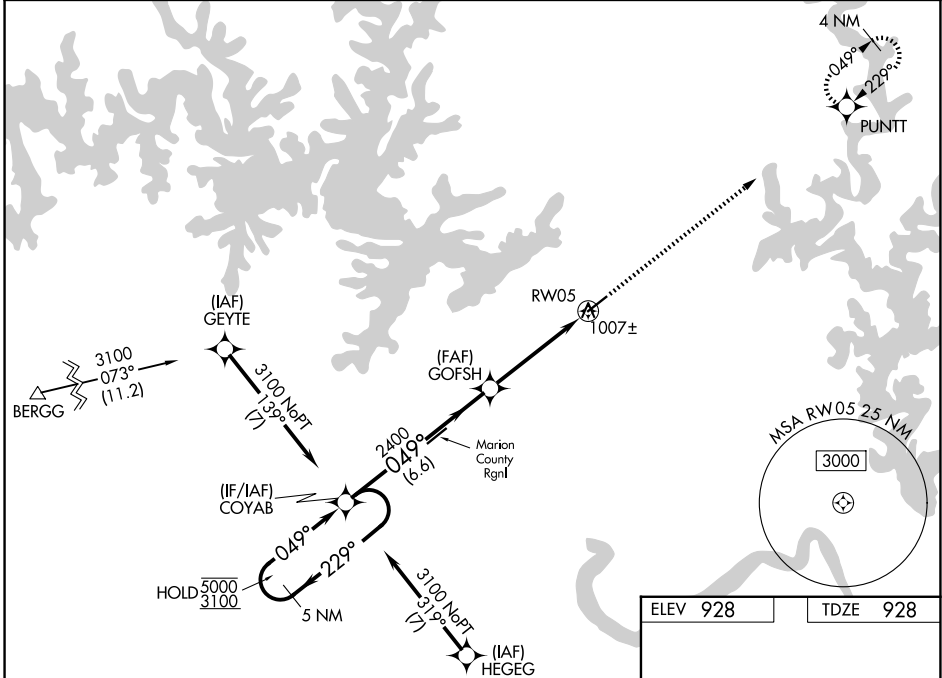 4 NM
049°
229°
PUNTT
RW05
1007±
(IAF)
GEYTE
3100
073°
(11.2)
BERGG
3100 NoPT
139°
(7)
(FAF)
GOFSH
2400
049°
(6.6)
Marion
County
Rgnl
MSA RW05 25 NM
3000
(IF/IAF)
COYAB
049°
229°
HOLD 5000
3100
5 NM
3100 NoPT
319°
(7)
(IAF)
HEGEG
ELEV 928
TDZE 928